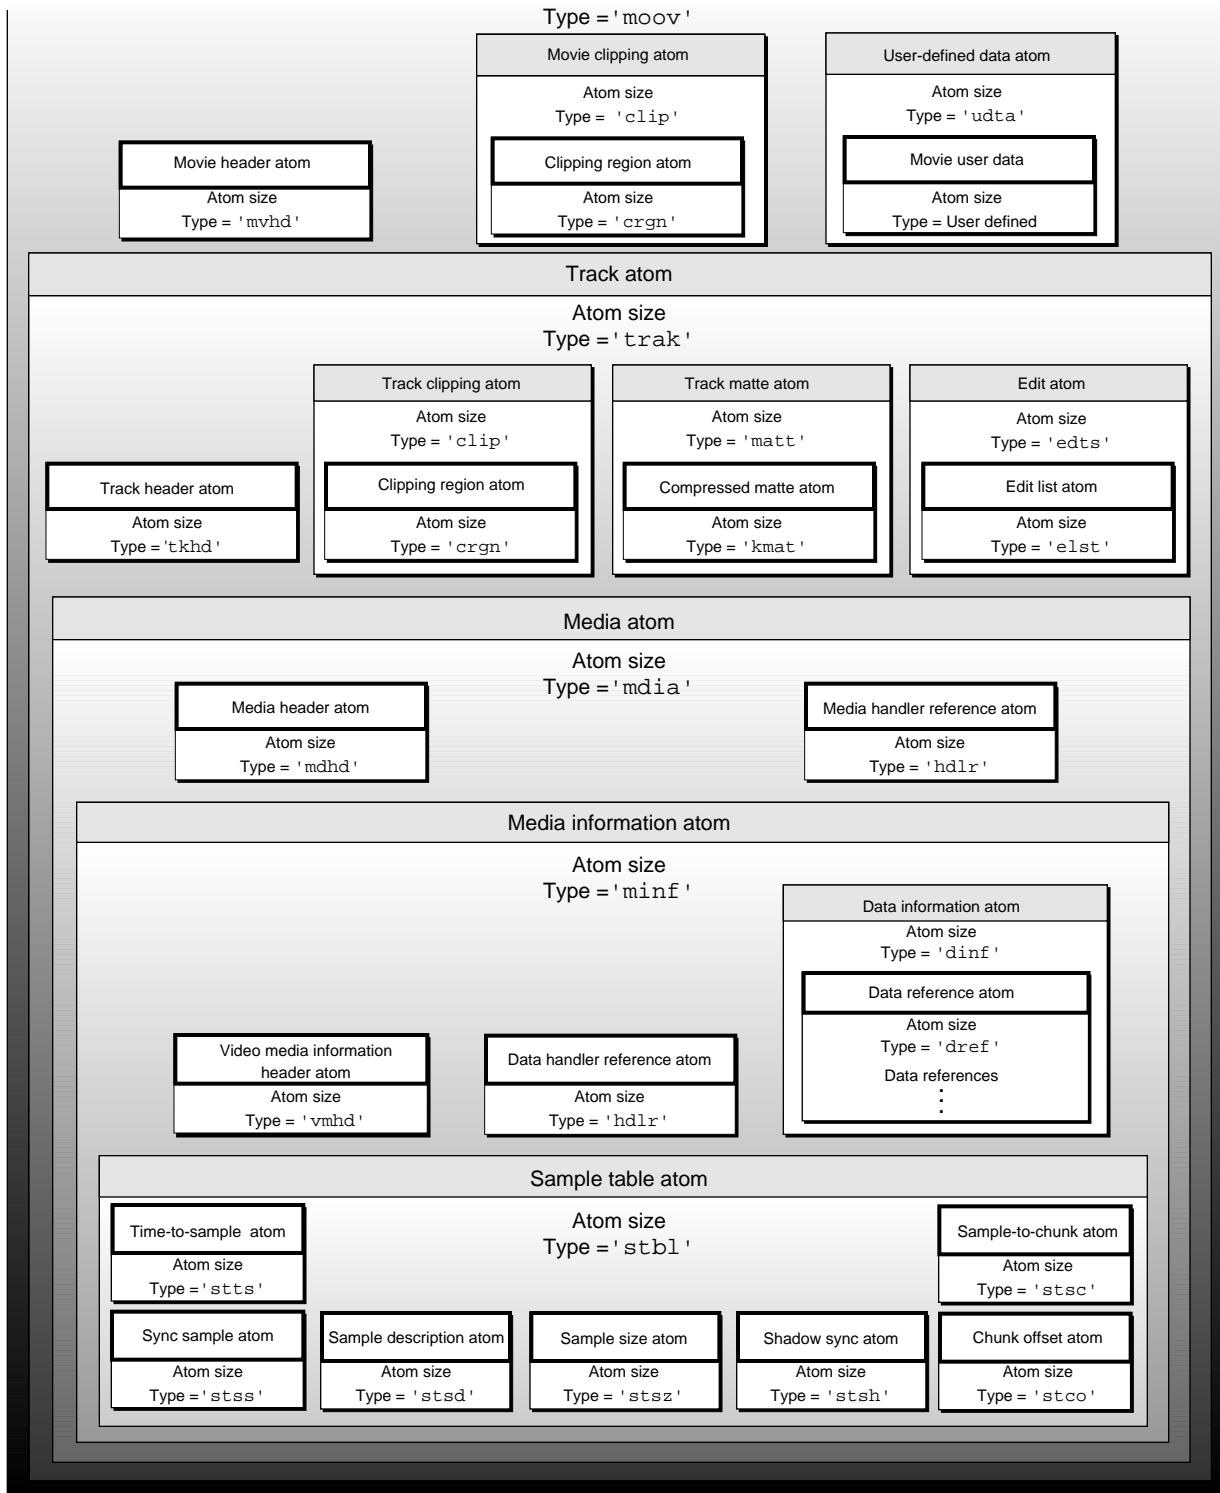 Type ='moov'
Movie clipping atom
Atom size
Type = 'clip'
Clipping region atom
Atom size
Type = 'crgn'
User-defined data atom
Atom size
Type = 'udta'
Movie user data
Atom size
Type = User defined
Movie header atom
Atom size
Type = 'mvhd'
Track atom
Atom size
Type ='trak'
Track header atom
Atom size
Type ='tkhd'
Track clipping atom
Atom size
Type = 'clip'
Clipping region atom
Atom size
Type = 'crgn'
Track matte atom
Atom size
Type = 'matt'
Compressed matte atom
Atom size
Type = 'kmat'
Edit atom
Atom size
Type = 'edts'
Edit list atom
Atom size
Type = 'elst'
Media atom
Atom size
Type ='mdia'
Media header atom
Atom size
Type = 'mdhd'
Media handler reference atom
Atom size
Type = 'hdlr'
Media information atom
Atom size
Type ='minf'
Video media information
header atom
Atom size
Type = 'vmhd'
Data handler reference atom
Atom size
Type = 'hdlr'
Data information atom
Atom size
Type = 'dinf'
Data reference atom
Atom size
Type = 'dref'
Data references
Sample table atom
Atom size
Type ='stbl'
Time-to-sample atom
Atom size
Type ='stts'
Sample-to-chunk atom
Atom size
Type = 'stsc'
Sync sample atom
Atom size
Type ='stss'
Sample description atom
Atom size
Type = 'stsd'
Sample size atom
Atom size
Type = 'stsz'
Shadow sync atom
Atom size
Type = 'stsh'
Chunk offset atom
Atom size
Type = 'stco'